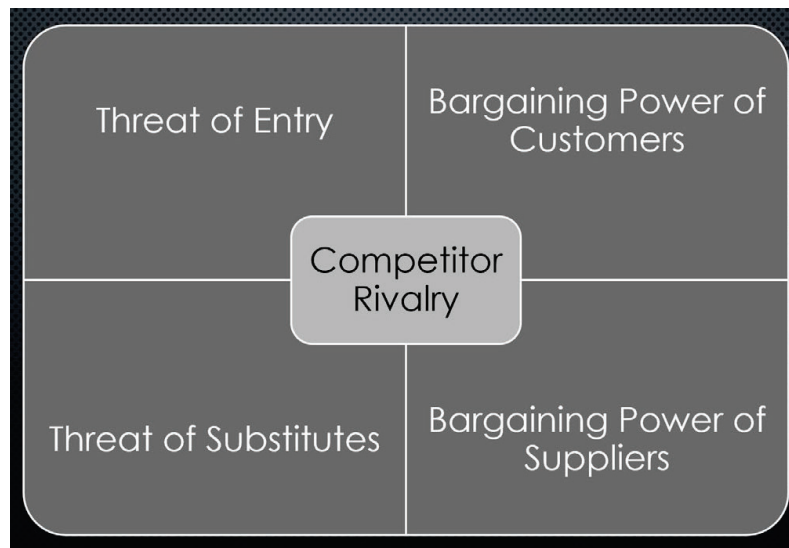 Threat of Entry
Bargaining Power of
Customers
Competitor
Rivalry
Threat of Substitutes
Bargaining Power of
Suppliers